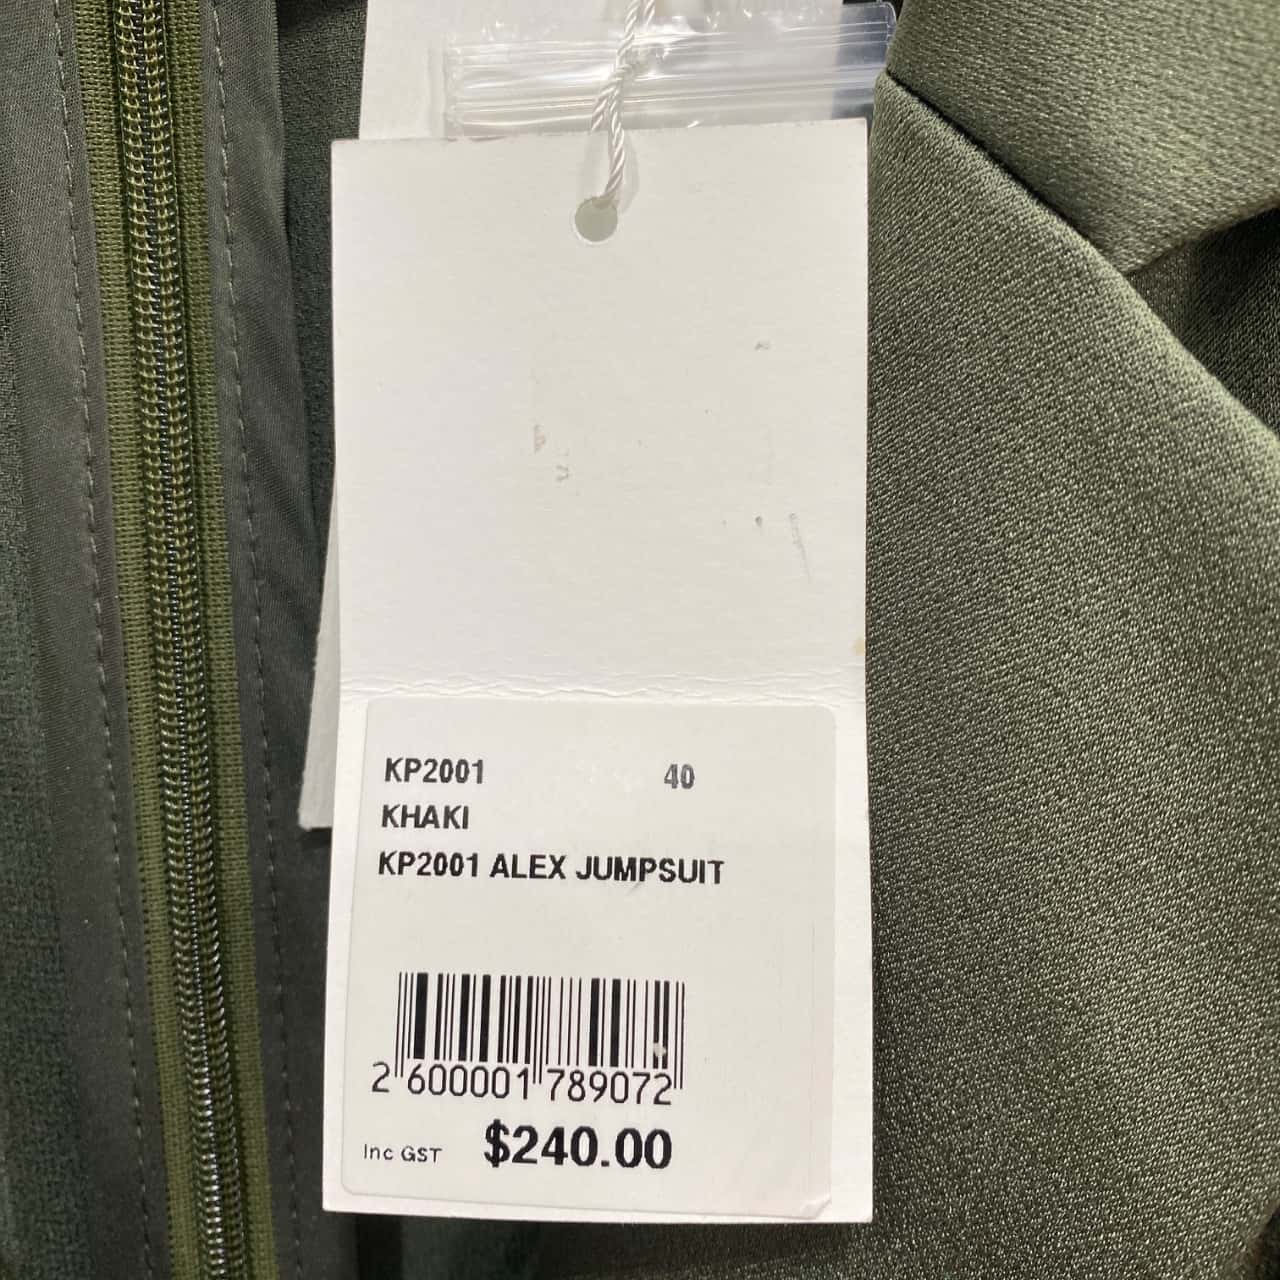 KP2001 40
KHAKI
KP2001 ALEX JUMPSUIT
2 600001 789072
Inc GST $240.00